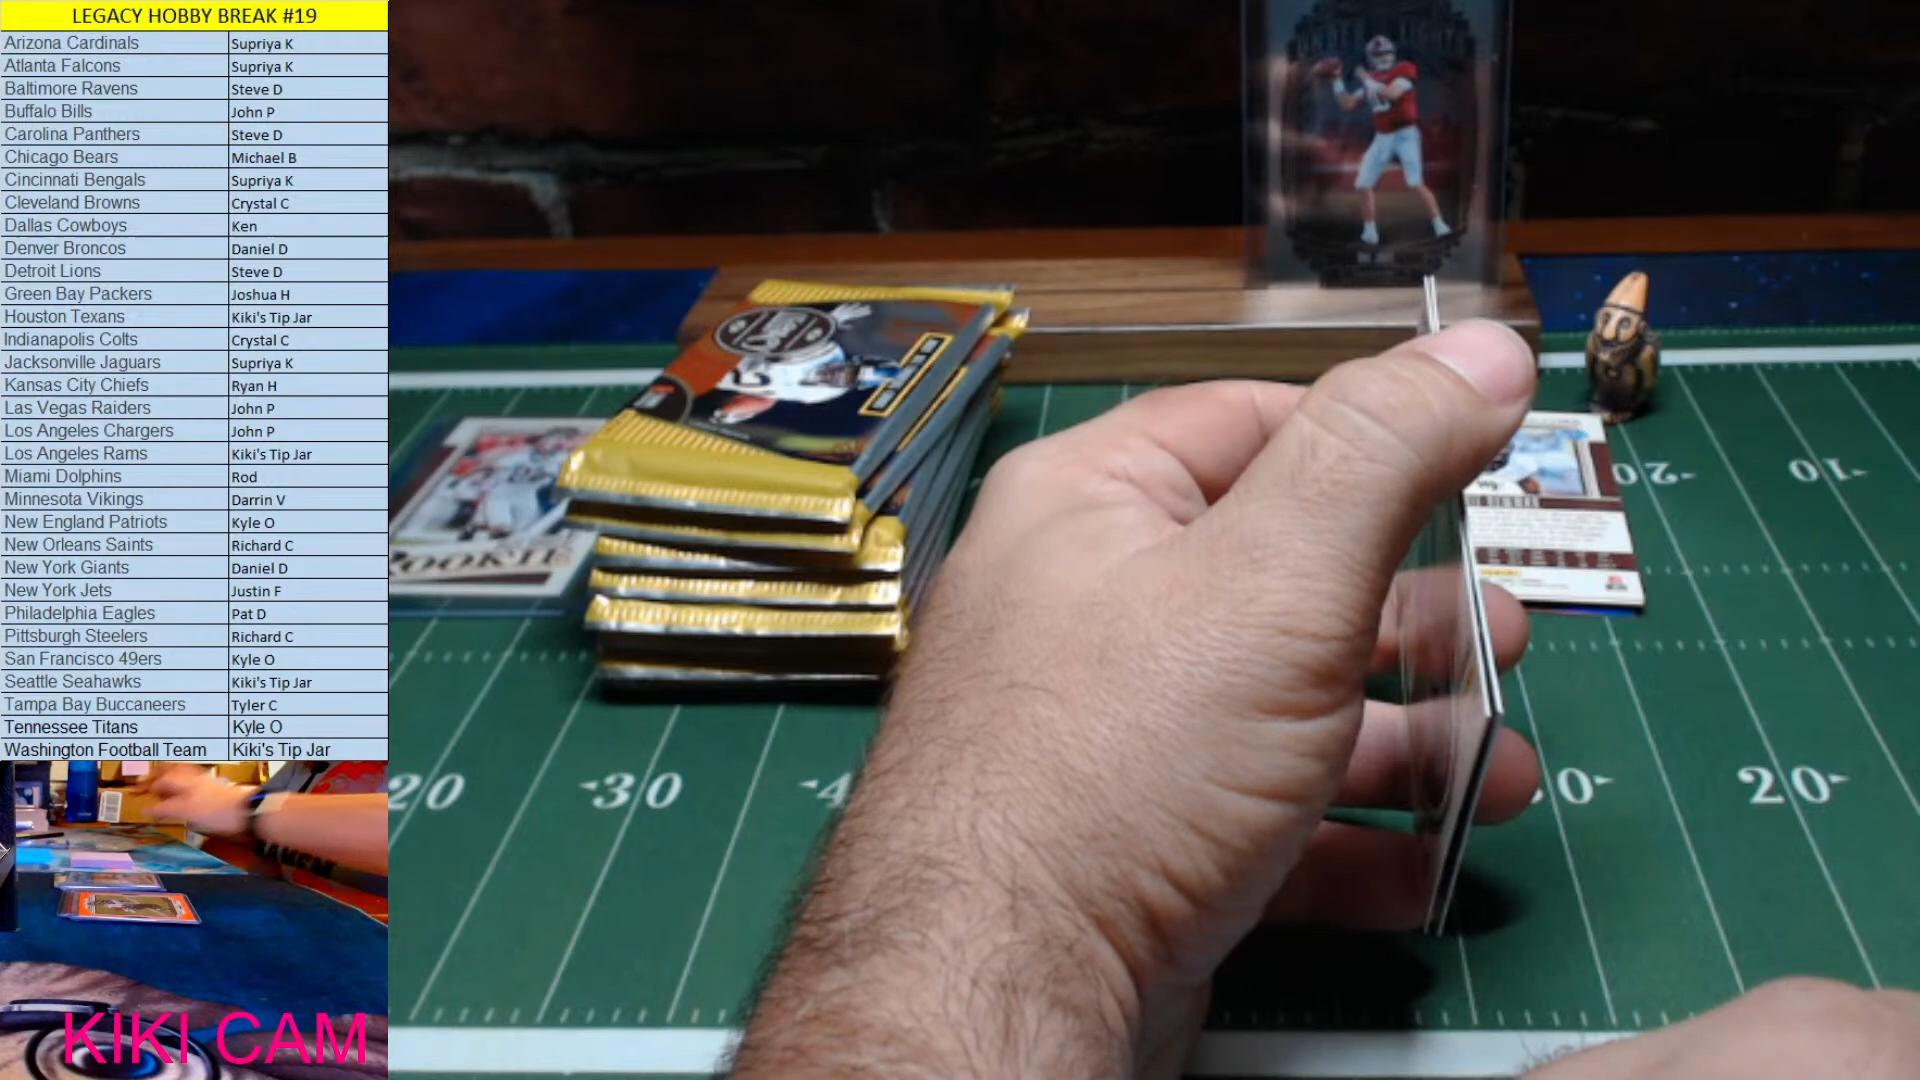 LEGACY HOBBY BREAK #19
Arizona Cardinals Supriya K
Atlanta Falcons Supriya K
Baltimore Ravens Steve D
Buffalo Bills John P
Carolina Panthers Steve D
Chicago Bears Michael B
Cincinnati Bengals Supriya K
Cleveland Browns Crystal C
Dallas Cowboys Ken
Denver Broncos Daniel D
Detroit Lions Steve D
Green Bay Packers Joshua H
Houston Texans Kiki's Tip Jar
Indianapolis Colts Crystal C
Jacksonville Jaguars Supriya K
Kansas City Chiefs Ryan H
Las Vegas Raiders John P
Los Angeles Chargers John P
Los Angeles Rams Kiki's Tip Jar
Miami Dolphins Rod
Minnesota Vikings Darrin V
New England Patriots Kyle O
New Orleans Saints Richard C
New York Giants Daniel D
New York Jets Justin F
Philadelphia Eagles Pat D
Pittsburgh Steelers Richard C
San Francisco 49ers Kyle O
Seattle Seahawks Kiki's Tip Jar
Tampa Bay Buccaneers Tyler C
Tennessee Titans Kyle O
Washington Football Team Kiki's Tip Jar
KIKI CAM
UNDER LIGHTS
ROOKIE
20
10
20
30
20